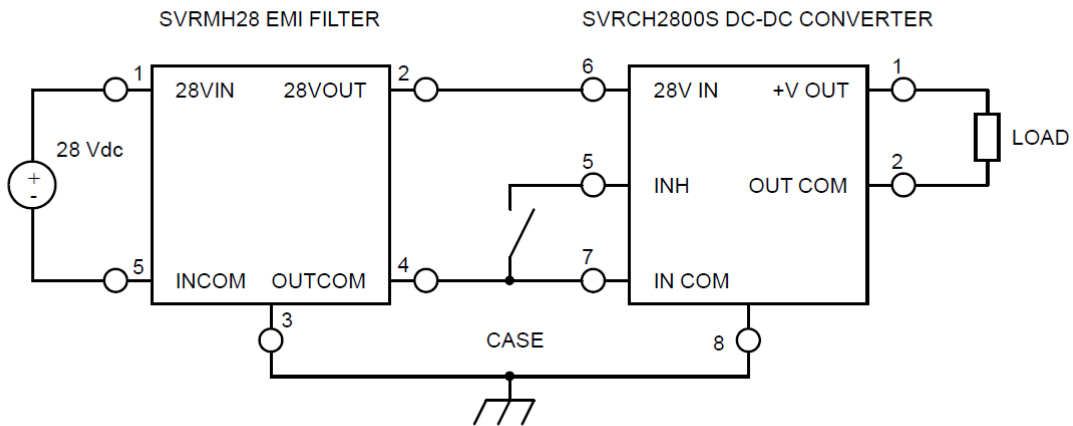 SVRMH28 EMI FILTER
SVRCH2800S DC-DC CONVERTER
1
28VIN
28VOUT
2
6
28V IN
+V OUT
1
28 Vdc
+
-
5
INH
OUT COM
2
LOAD
5
INCOM
OUTCOM
4
7
IN COM
3
CASE
8